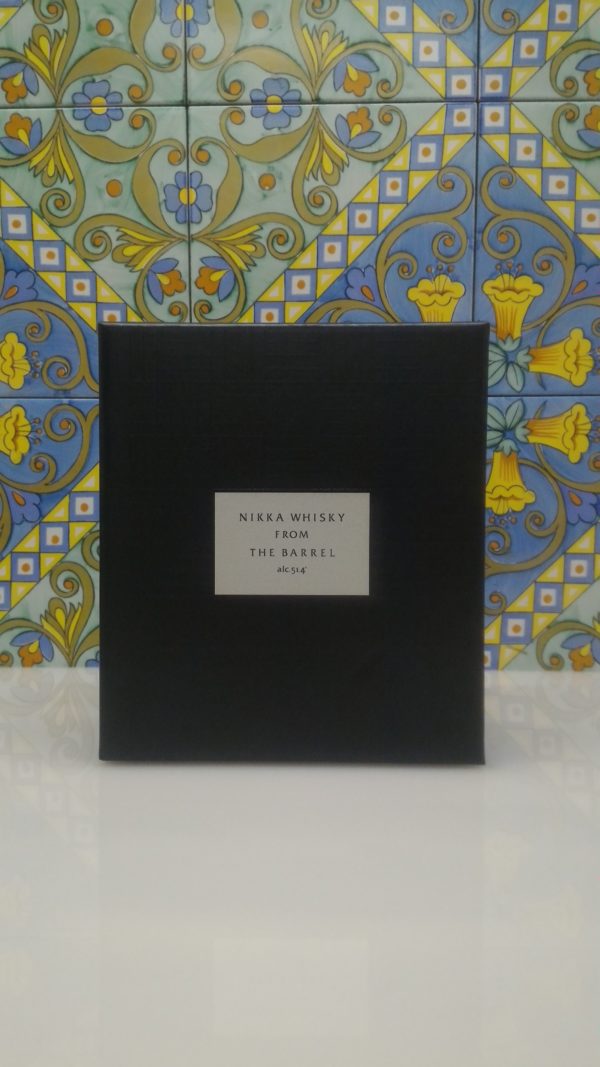 NIKKA WHISKY
FROM
THE BARREL
alc.51.4°